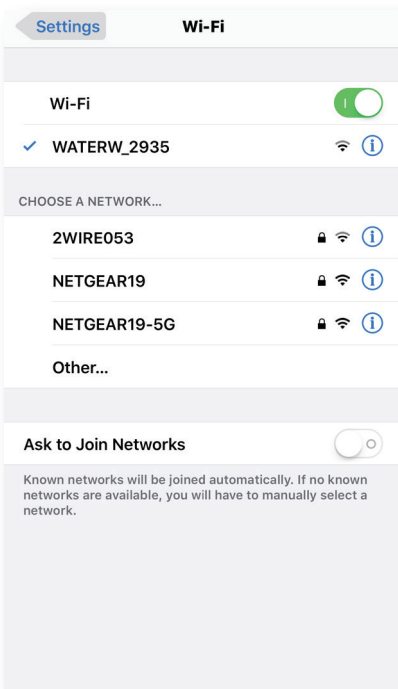 Settings
Wi-Fi
Wi-Fi
WATERW_2935
CHOOSE A NETWORK...
2WIRE053
NETGEAR19
NETGEAR19-5G
Other...
Ask to Join Networks
Known networks will be joined automatically. If no known
networks are available, you will have to manually select a
network.